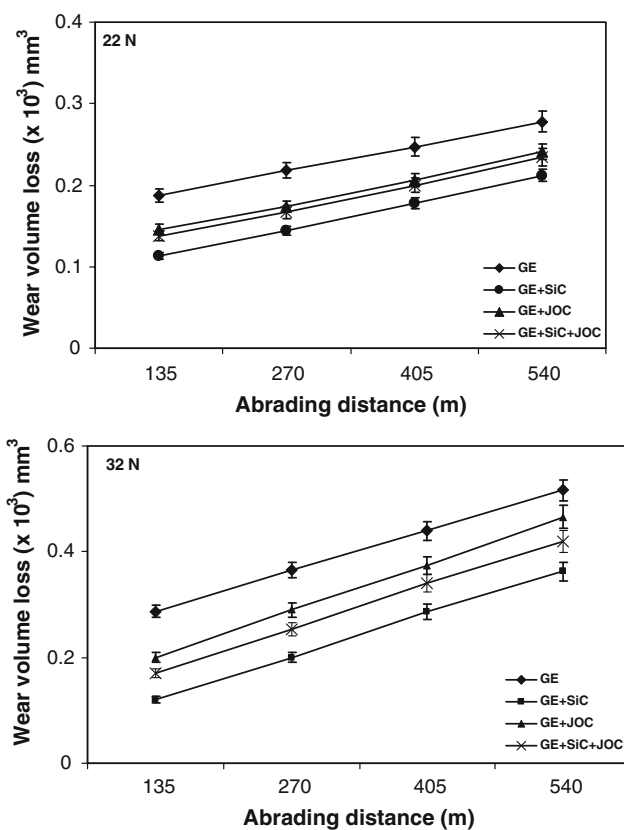 22 N
Wear volume loss (x 10³) mm³
0.4
0.3
0.2
0.1
0
GE
GE+SiC
GE+JOC
GE+SiC+JOC
135 270 405 540
Abrading distance (m)
32 N
Wear volume loss (x 10³) mm³
0.6
0.4
0.2
0
GE
GE+SiC
GE+JOC
GE+SiC+JOC
135 270 405 540
Abrading distance (m)